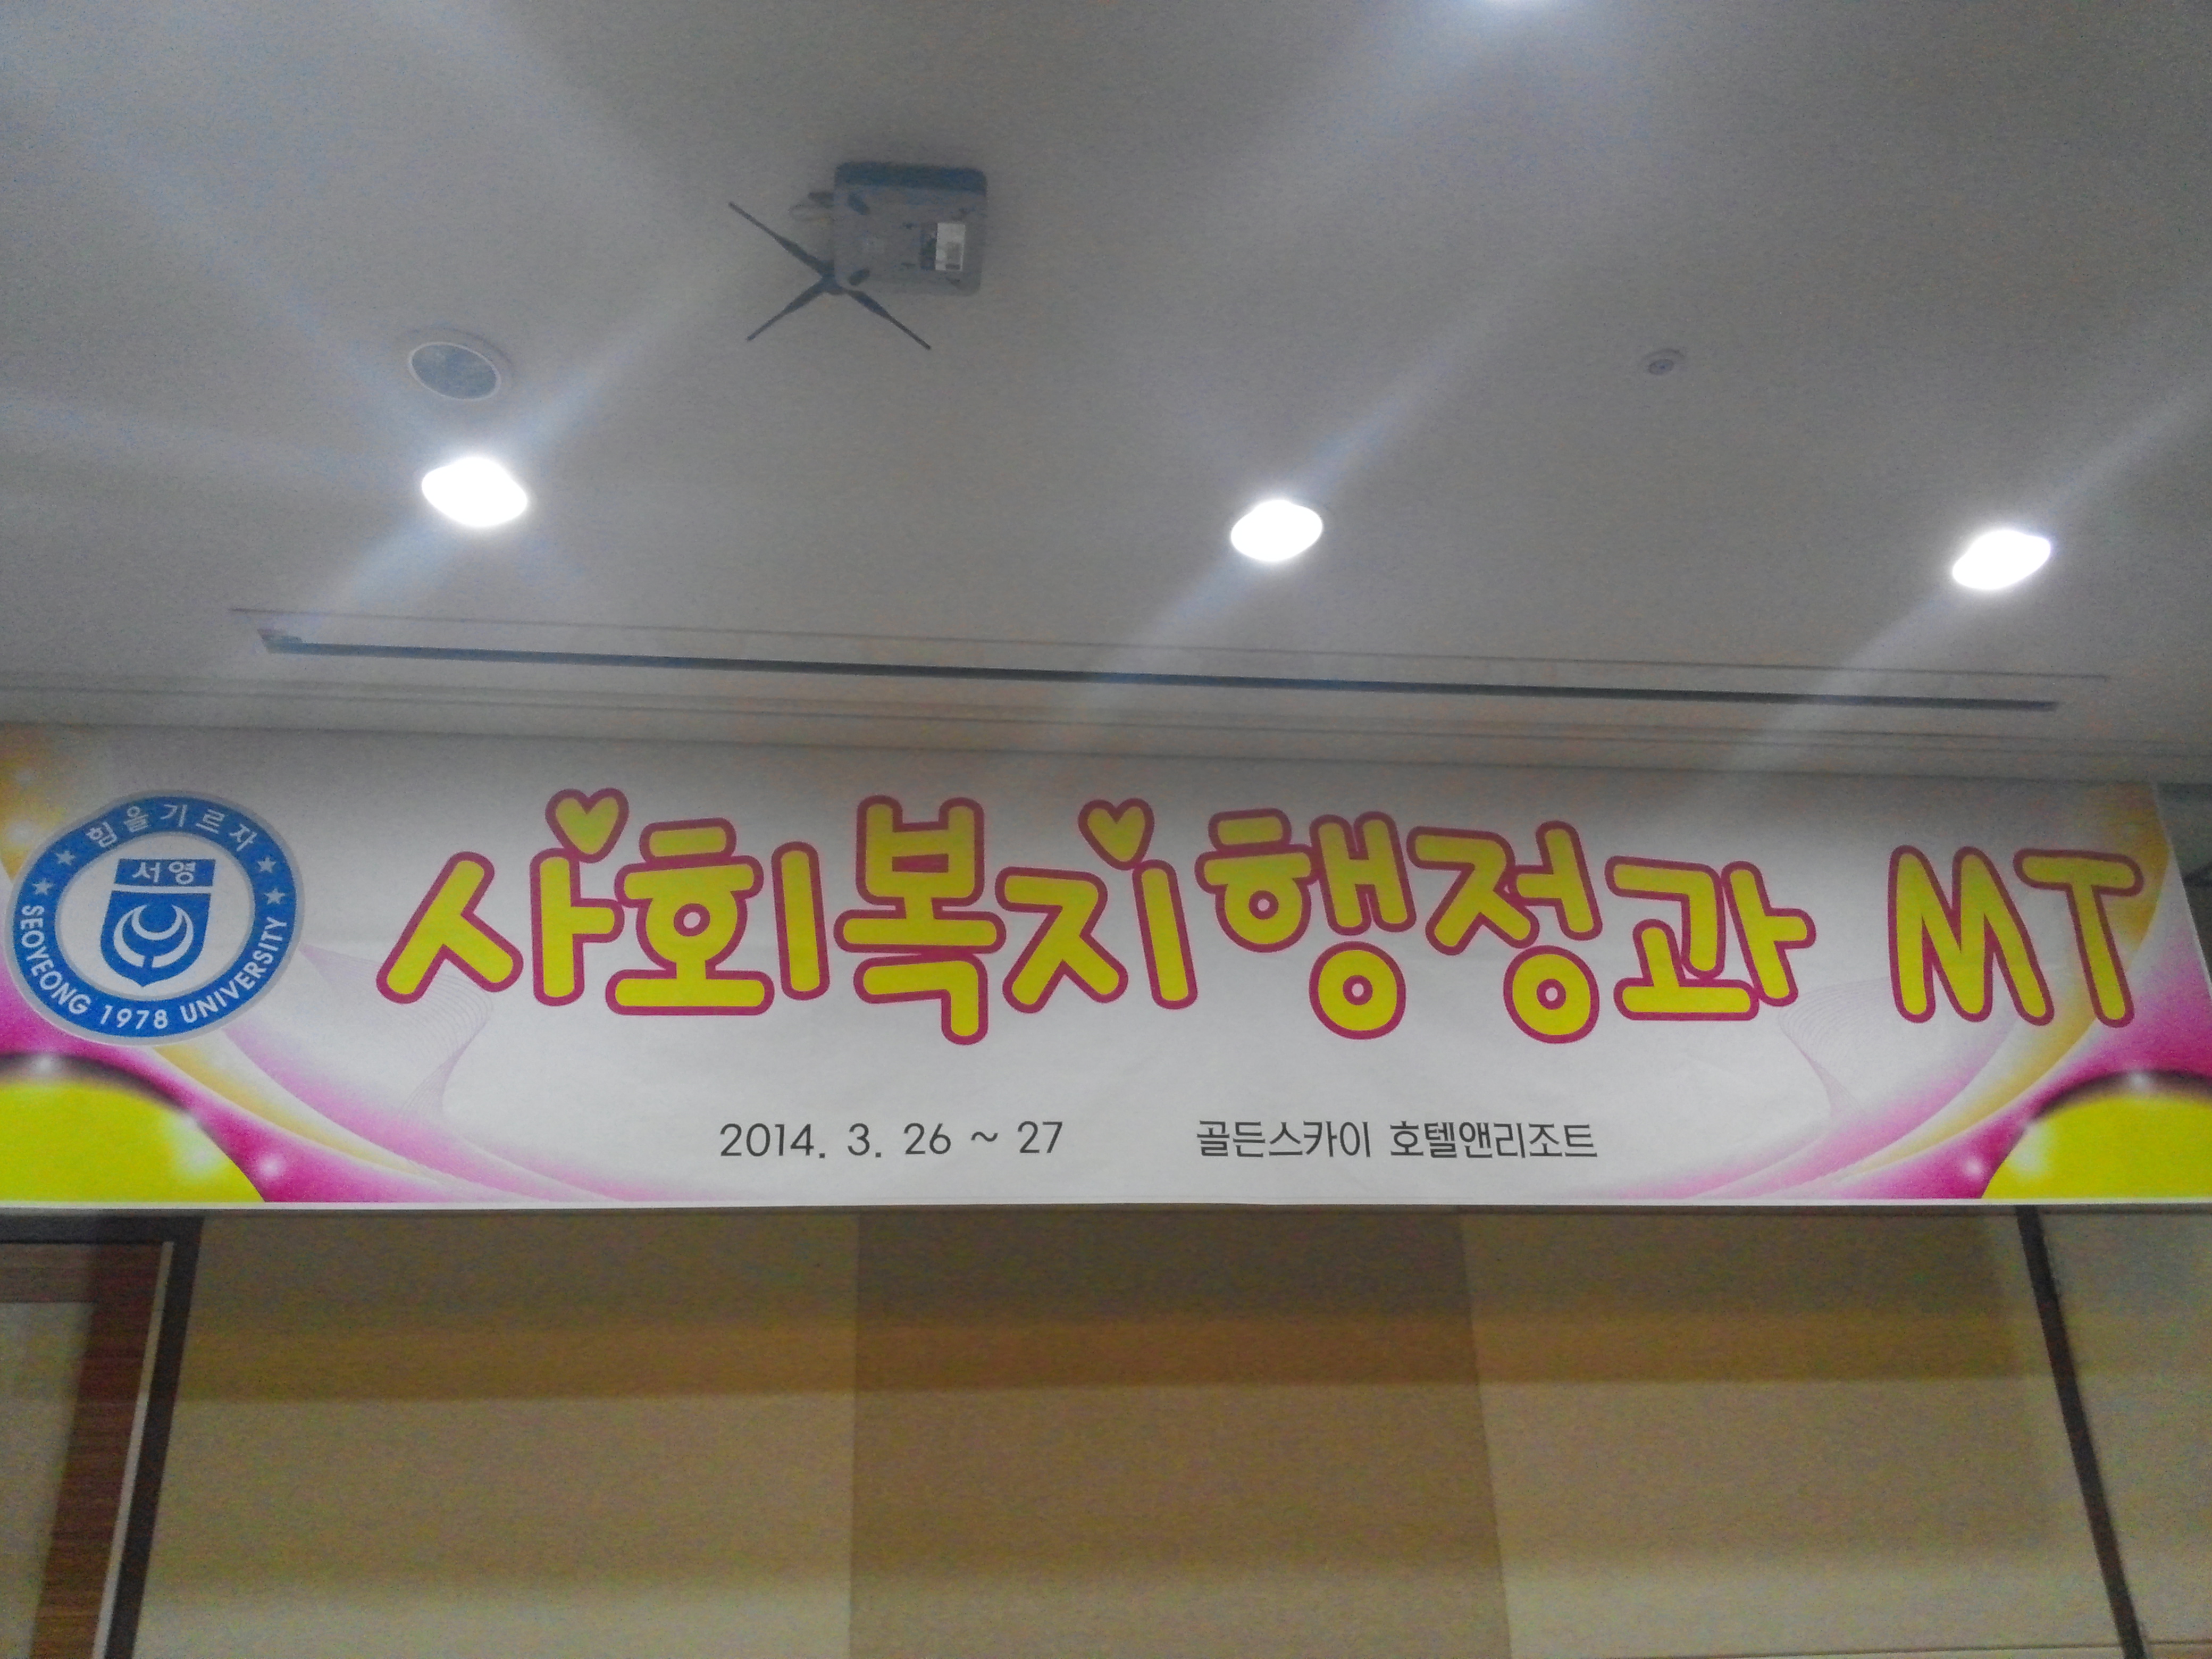 힘을기르자
서영
SEOYEONG 1978 UNIVERSITY
사회복지행정과 MT
2014. 3. 26 ~ 27 골든스카이 호텔앤리조트